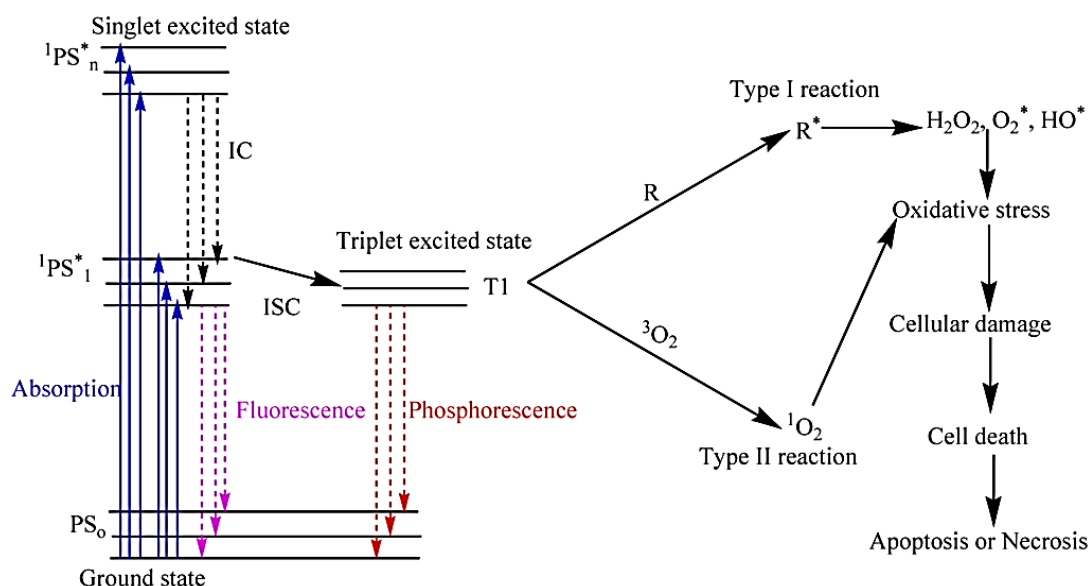 Singlet excited state
¹PS*ₙ
IC
¹PS*₁
ISC
Absorption
Fluorescence
PSₒ
Ground state
Triplet excited state
T1
Phosphorescence
R
³O₂
Type I reaction
R*
H₂O₂, O₂*, HO*
¹O₂
Type II reaction
Oxidative stress
Cellular damage
Cell death
Apoptosis or Necrosis